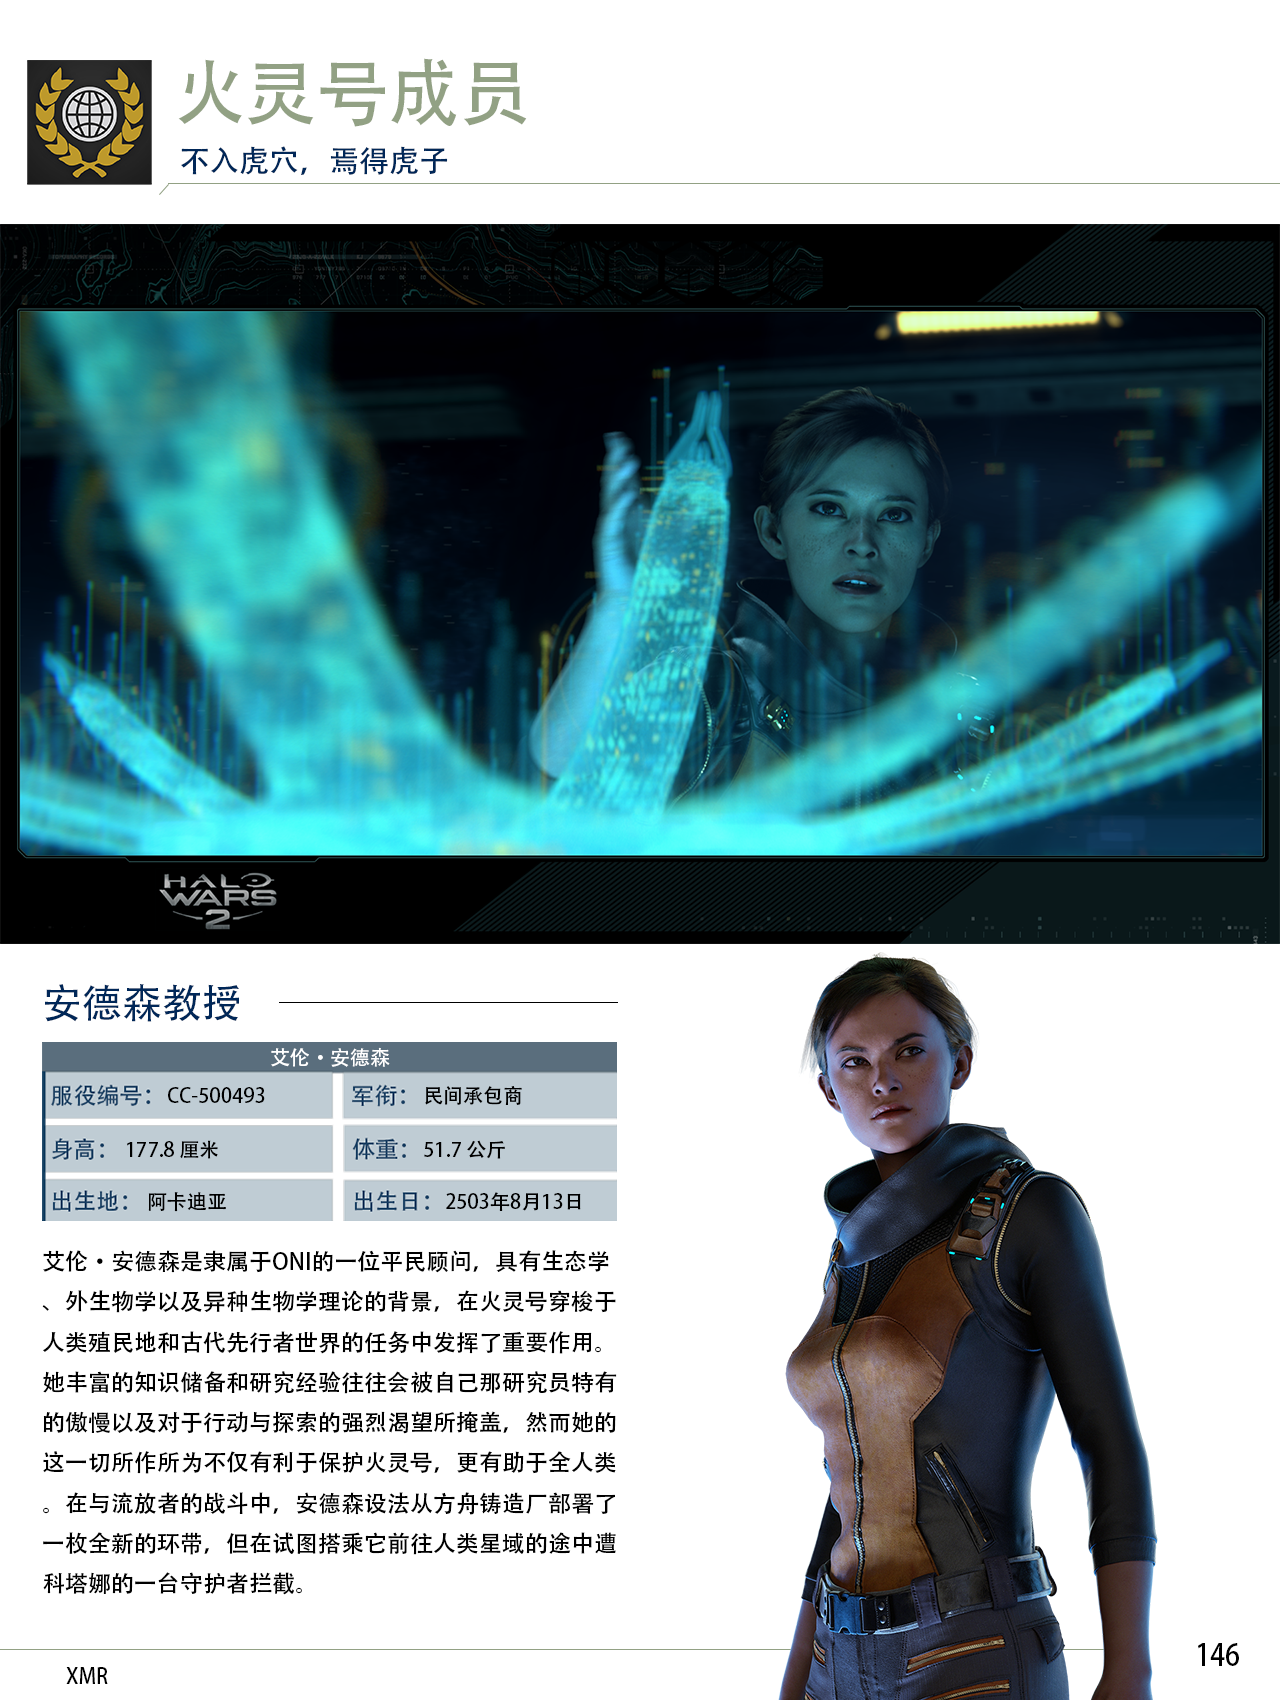 火灵号成员
不入虎穴，焉得虎子
HALO
WARS
2
安德森教授
艾伦·安德森
服役编号：CC-500493
军衔：民间承包商
身高：177.8 厘米
体重：51.7 公斤
出生地：阿卡迪亚
出生日：2503年8月13日
艾伦·安德森是隶属于ONI的一位平民顾问，具有生态学
、外生物学以及异种生物学理论的背景，在火灵号穿梭于
人类殖民地和古代先行者世界的任务中发挥了重要作用。
她丰富的知识储备和研究经验往往会被自己那研究员特有
的傲慢以及对于行动与探索的强烈渴望所掩盖，然而她的
这一切所作所为不仅有利于保护火灵号，更有助于全人类
。在与流放者的战斗中，安德森设法从方舟铸造厂部署了
一枚全新的环带，但在试图搭乘它前往人类星域的途中遭
科塔娜的一台守护者拦截。
XMR
146